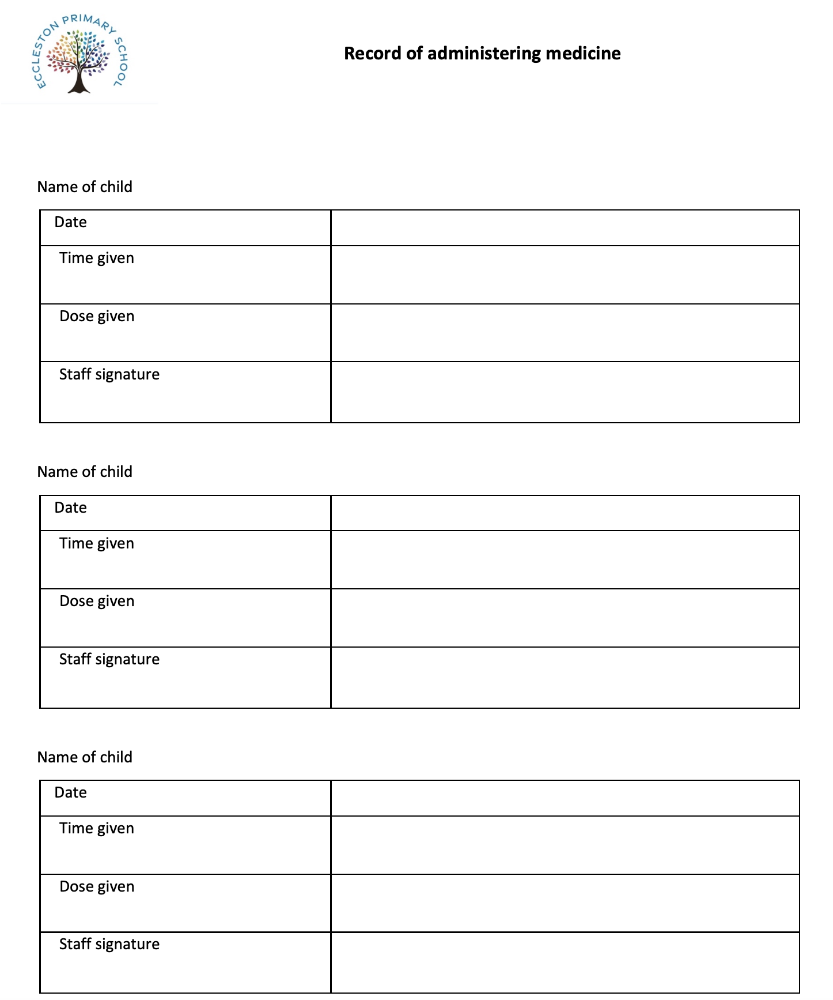 ECCLESTON PRIMARY SCHOOL
Record of administering medicine
Name of child
Date
Time given
Dose given
Staff signature
Name of child
Date
Time given
Dose given
Staff signature
Name of child
Date
Time given
Dose given
Staff signature